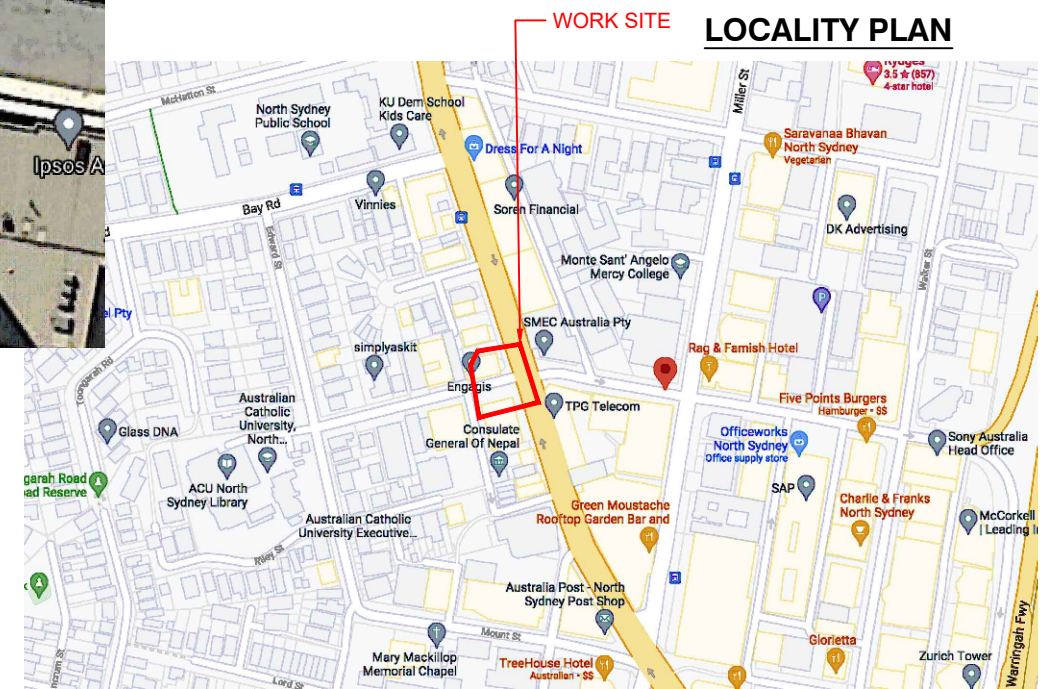 WORK SITE
LOCALITY PLAN
Ipsos A
McHatton St
North Sydney
Public School
KU Dem School
Kids Care
Dress For A Night
Miller St
3.5 ★ (857)
4-star hotel
Saravanaa Bhavan
North Sydney
Vegetarian
Bay Rd
Vinnies
Soren Financial
DK Advertising
Edward St
Monte Sant' Angelo
Mercy College
Walker St
P
el Pty
SMEC Australia Pty
simplyaskit
Rag & Famish Hotel
Engagis
Toongarah Rd
Australian
Catholic
University,
North...
TPG Telecom
Five Points Burgers
Hamburger • $$
Glass DNA
Consulate
General Of Nepal
Officeworks
North Sydney
Office supply store
Sony Australia
Head Office
garah Road
ad Reserve
ACU North
Sydney Library
SAP
Charlie & Franks
North Sydney
Green Moustache
Rooftop Garden Bar and
McCorkell
| Leading I
Australian Catholic
University Executive...
Riley St
Australia Post - North
Sydney Post Shop
Mount St
Mary Mackillop
Memorial Chapel
TreeHouse Hotel
Australian • $$
Glorietta
Zurich Tower
Warringah Fwy
Lord S